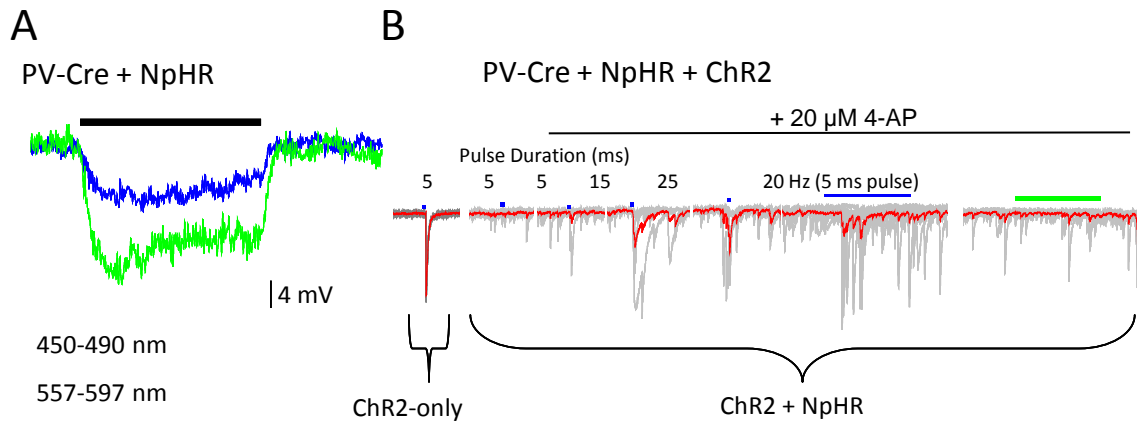 A
PV-Cre + NpHR
4 mV
450-490 nm
557-597 nm
B
PV-Cre + NpHR + ChR2
+ 20 µM 4-AP
Pulse Duration (ms)
5 5 5 15 25 20 Hz (5 ms pulse)
ChR2-only
ChR2 + NpHR